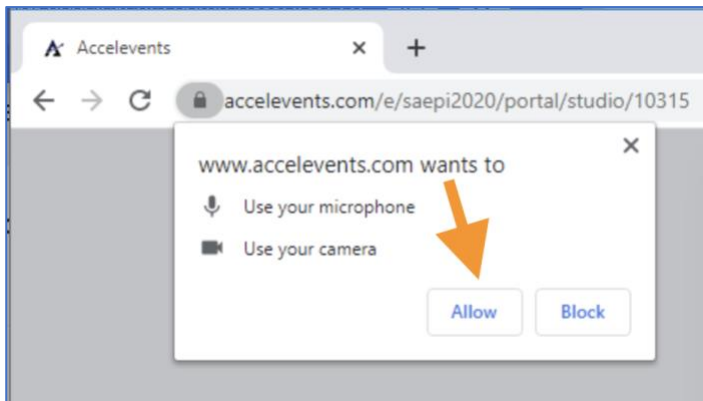 Accelevents
accelevents.com/e/saepi2020/portal/studio/10315
www.accelevents.com wants to
Use your microphone
Use your camera
Allow Block